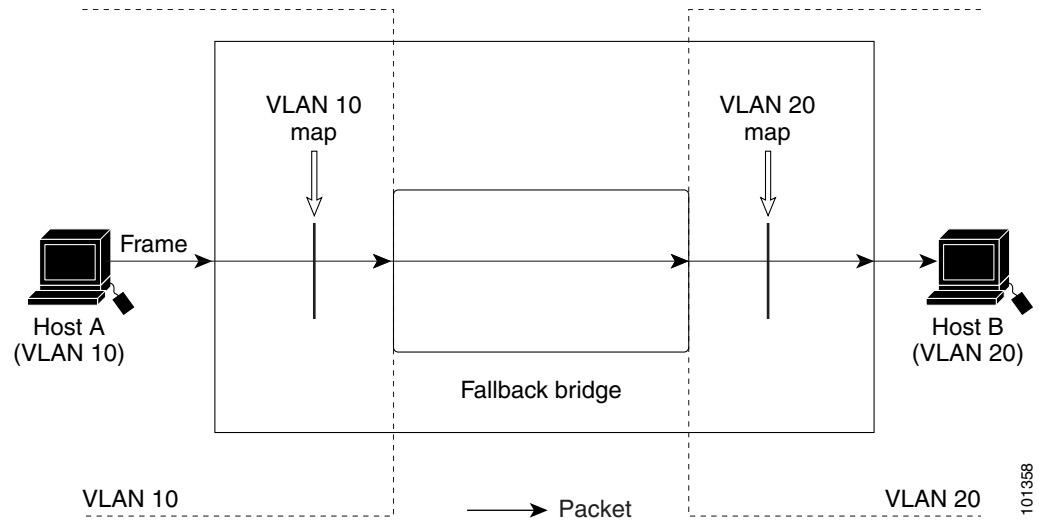 VLAN 10
map
VLAN 20
map
Frame
Host A
(VLAN 10)
Host B
(VLAN 20)
Fallback bridge
VLAN 10
Packet
VLAN 20
101358